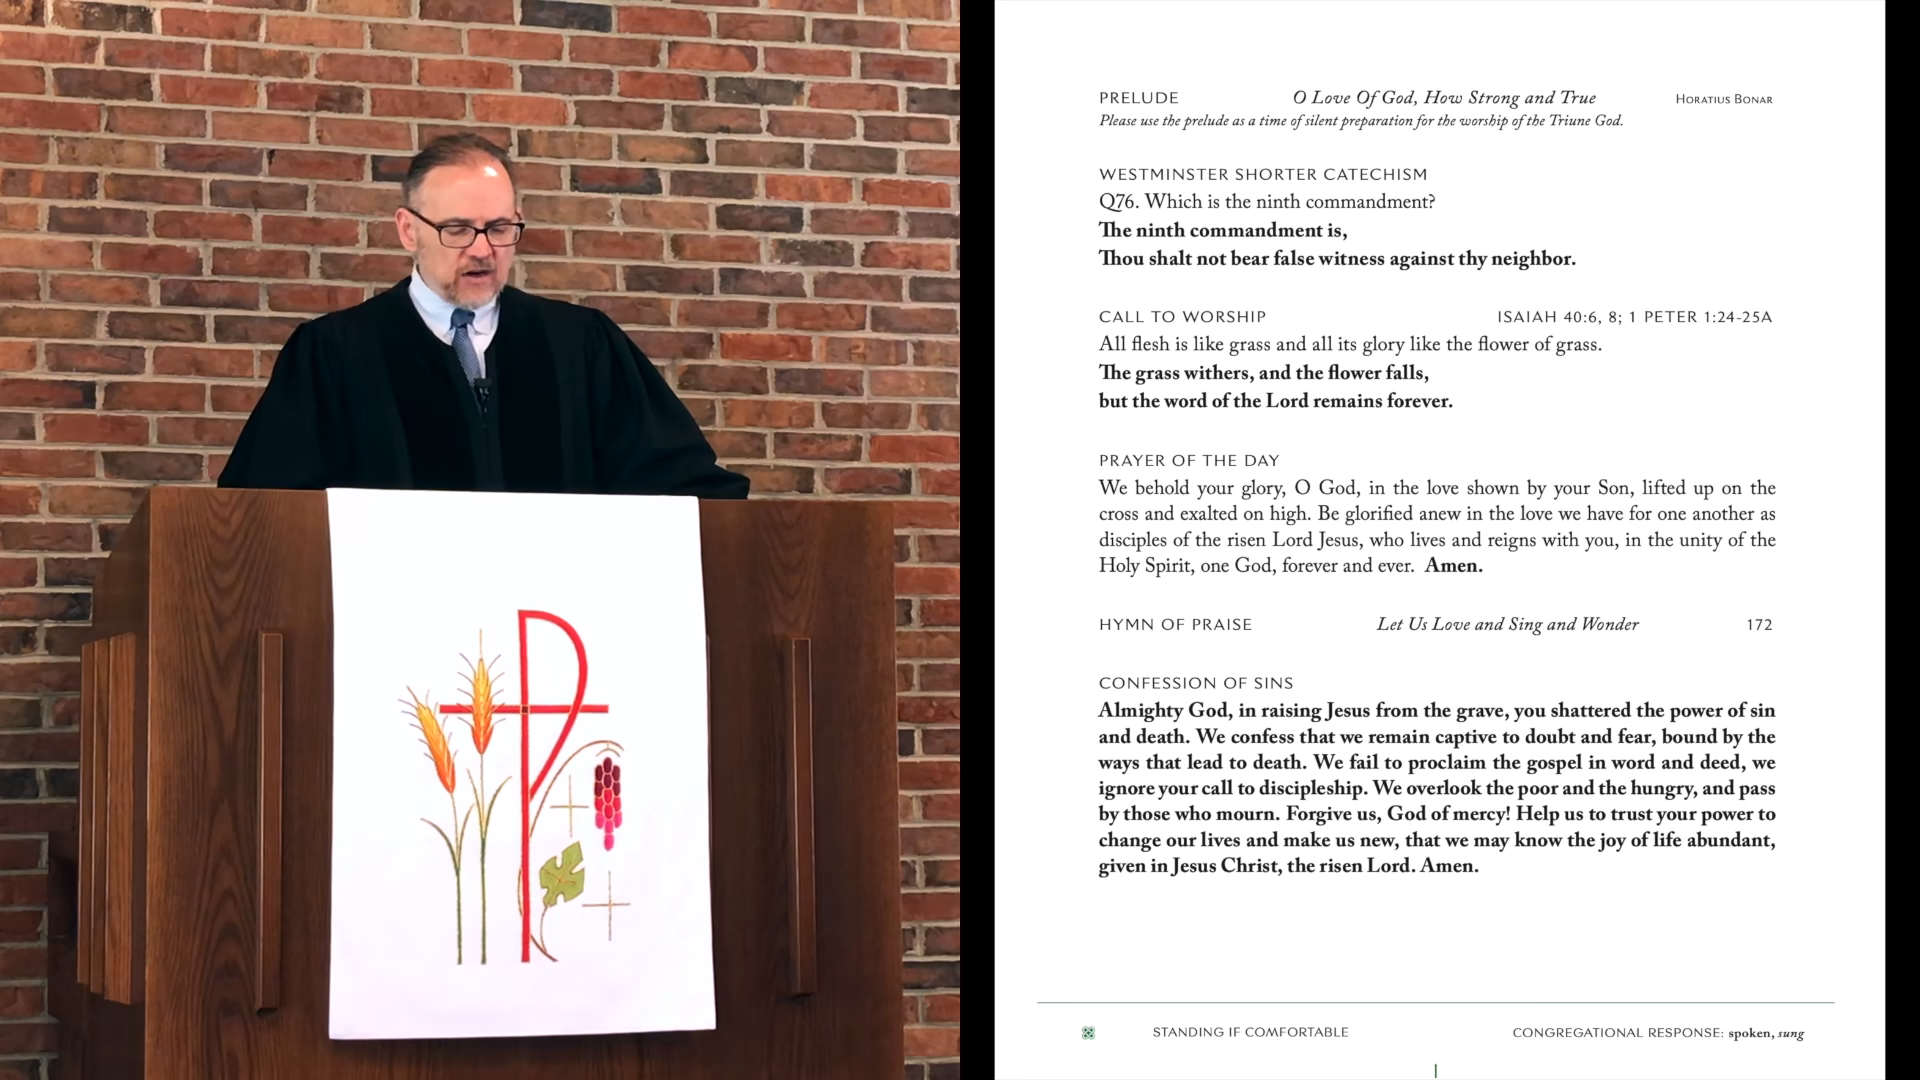 PRELUDE O Love Of God, How Strong and True Horatius Bonar
Please use the prelude as a time of silent preparation for the worship of the Triune God.
WESTMINSTER SHORTER CATECHISM
Q76. Which is the ninth commandment?
The ninth commandment is,
Thou shalt not bear false witness against thy neighbor.
CALL TO WORSHIP ISAIAH 40:6, 8; 1 PETER 1:24-25A
All flesh is like grass and all its glory like the flower of grass.
The grass withers, and the flower falls,
but the word of the Lord remains forever.
PRAYER OF THE DAY
We behold your glory, O God, in the love shown by your Son, lifted up on the
cross and exalted on high. Be glorified anew in the love we have for one another as
disciples of the risen Lord Jesus, who lives and reigns with you, in the unity of the
Holy Spirit, one God, forever and ever. Amen.
HYMN OF PRAISE Let Us Love and Sing and Wonder 172
CONFESSION OF SINS
Almighty God, in raising Jesus from the grave, you shattered the power of sin
and death. We confess that we remain captive to doubt and fear, bound by the
ways that lead to death. We fail to proclaim the gospel in word and deed, we
ignore your call to discipleship. We overlook the poor and the hungry, and pass
by those who mourn. Forgive us, God of mercy! Help us to trust your power to
change our lives and make us new, that we may know the joy of life abundant,
given in Jesus Christ, the risen Lord. Amen.
STANDING IF COMFORTABLE CONGREGATIONAL RESPONSE: spoken, sung
1